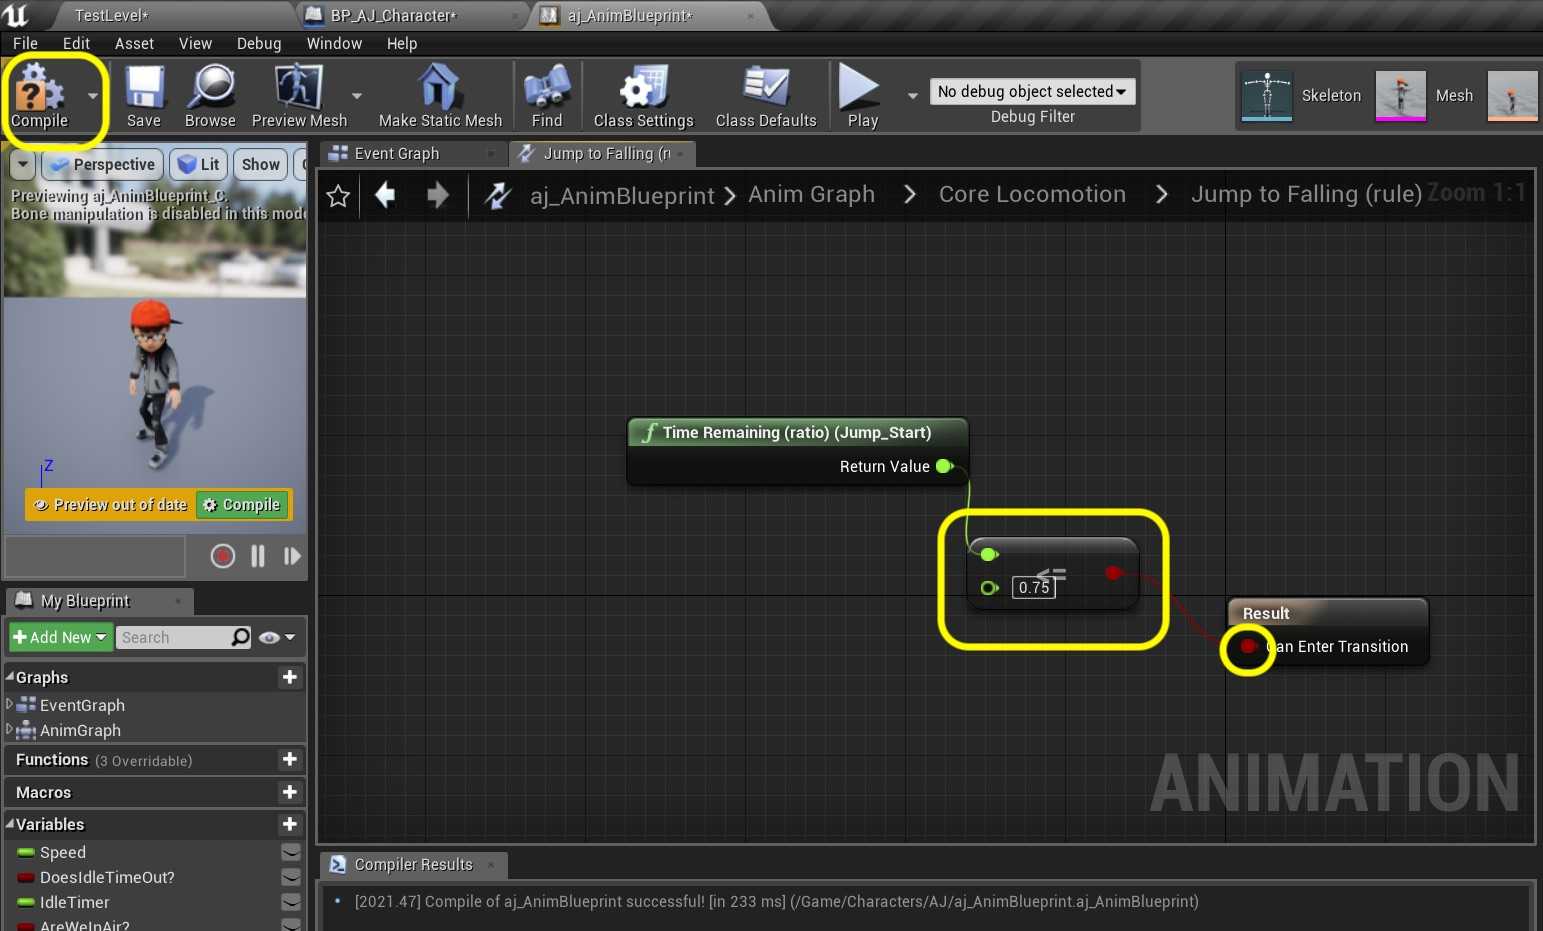 TestLevel*
BP_AJ_Character*
aj_AnimBlueprint*
File Edit Asset View Debug Window Help
Compile
Save
Browse
Preview Mesh
Make Static Mesh
Find
Class Settings
Class Defaults
Play
No debug object selected
Debug Filter
Skeleton
Mesh
Perspective
Lit
Show
Previewing aj_AnimBlueprint_C.
Bone manipulation is disabled in this mode
Event Graph
Jump to Falling (r
aj_AnimBlueprint > Anim Graph > Core Locomotion > Jump to Falling (rule)
Zoom 1:1
Z
Preview out of date
Compile
f Time Remaining (ratio) (Jump_Start)
Return Value
<=
0.75
Result
Can Enter Transition
ANIMATION
My Blueprint
Add New
Search
Graphs
EventGraph
AnimGraph
Functions (3 Overridable)
Macros
Variables
Speed
DoesIdleTimeOut?
IdleTimer
AreWeInAir?
Compiler Results
[2021.47] Compile of aj_AnimBlueprint successful! [in 233 ms] (/Game/Characters/AJ/aj_AnimBlueprint.aj_AnimBlueprint)